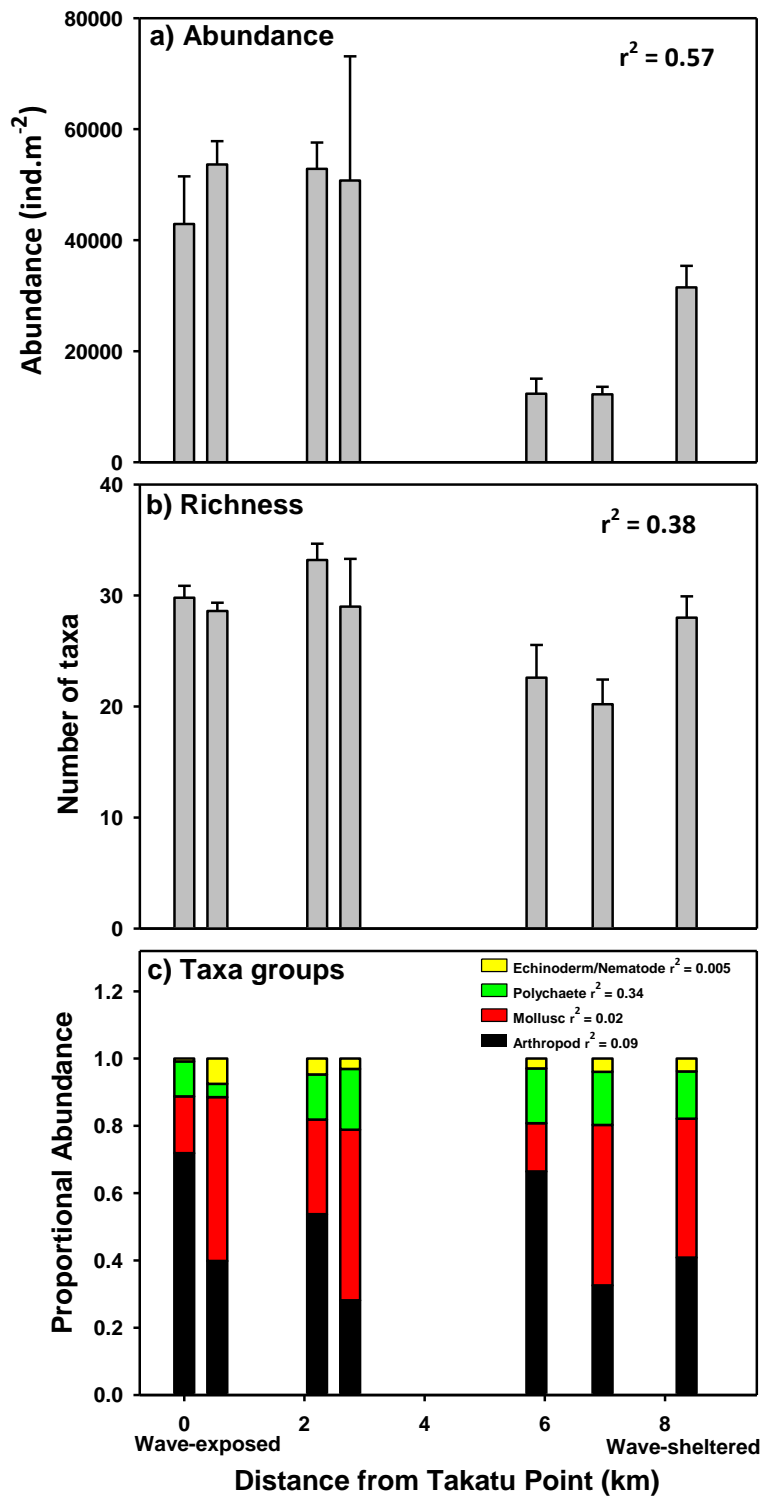 a) Abundance
r² = 0.57
Abundance (ind.m⁻²)
80000
60000
40000
20000
0
b) Richness
r² = 0.38
Number of taxa
40
30
20
10
0
c) Taxa groups
Echinoderm/Nematode r² = 0.005
Polychaete r² = 0.34
Mollusc r² = 0.02
Arthropod r² = 0.09
Proportional Abundance
1.2
1.0
0.8
0.6
0.4
0.2
0.0
0 2 4 6 8
Wave-exposed Wave-sheltered
Distance from Takatu Point (km)